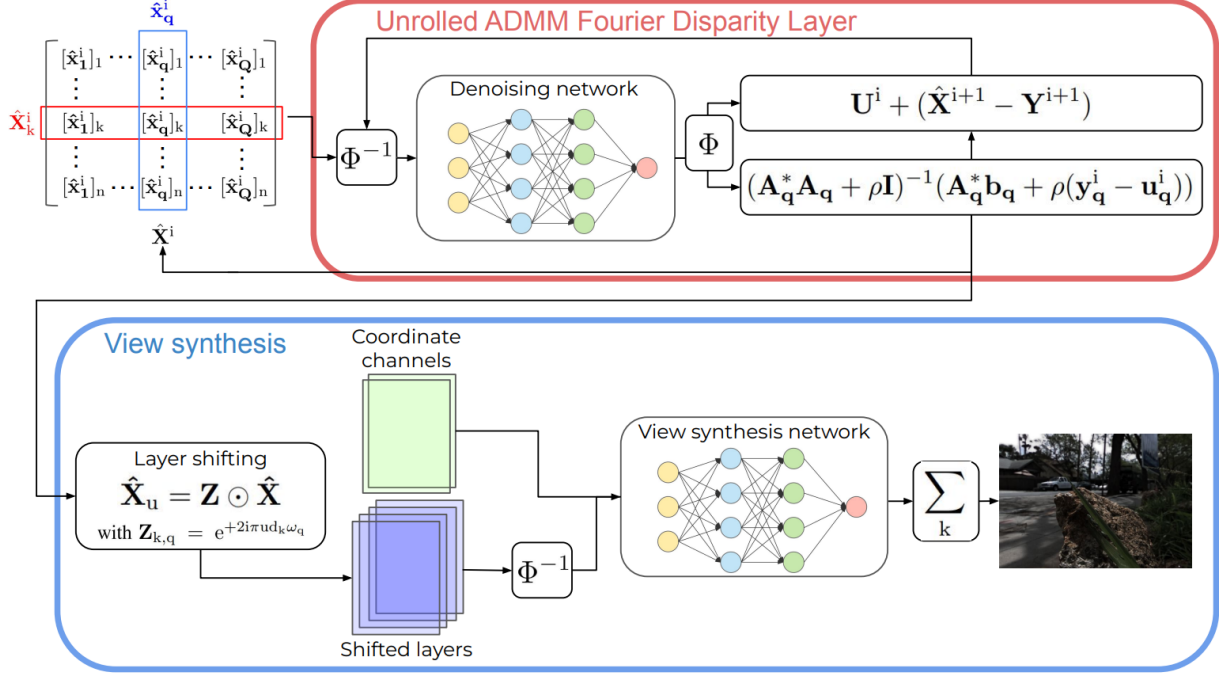 x̂_q^i
Unrolled ADMM Fourier Disparity Layer
[x̂_1^i]_1 ⋯ [x̂_q^i]_1 ⋯ [x̂_Q^i]_1
⋮ ⋮ ⋮
X̂_k^i [x̂_1^i]_k [x̂_q^i]_k [x̂_Q^i]_k
⋮ ⋮ ⋮
[x̂_1^i]_n ⋯ [x̂_q^i]_n ⋯ [x̂_Q^i]_n
X̂^i
Φ^{-1}
Denoising network
Φ
U^i + (X̂^{i+1} − Y^{i+1})
(A_q^* A_q + ρI)^{-1}(A_q^* b_q + ρ(y_q^i − u_q^i))
View synthesis
Coordinate
channels
Layer shifting
X̂_u = Z ⊙ X̂
with Z_{k,q} = e^{+2iπud_kω_q}
Shifted layers
Φ^{-1}
View synthesis network
∑
k